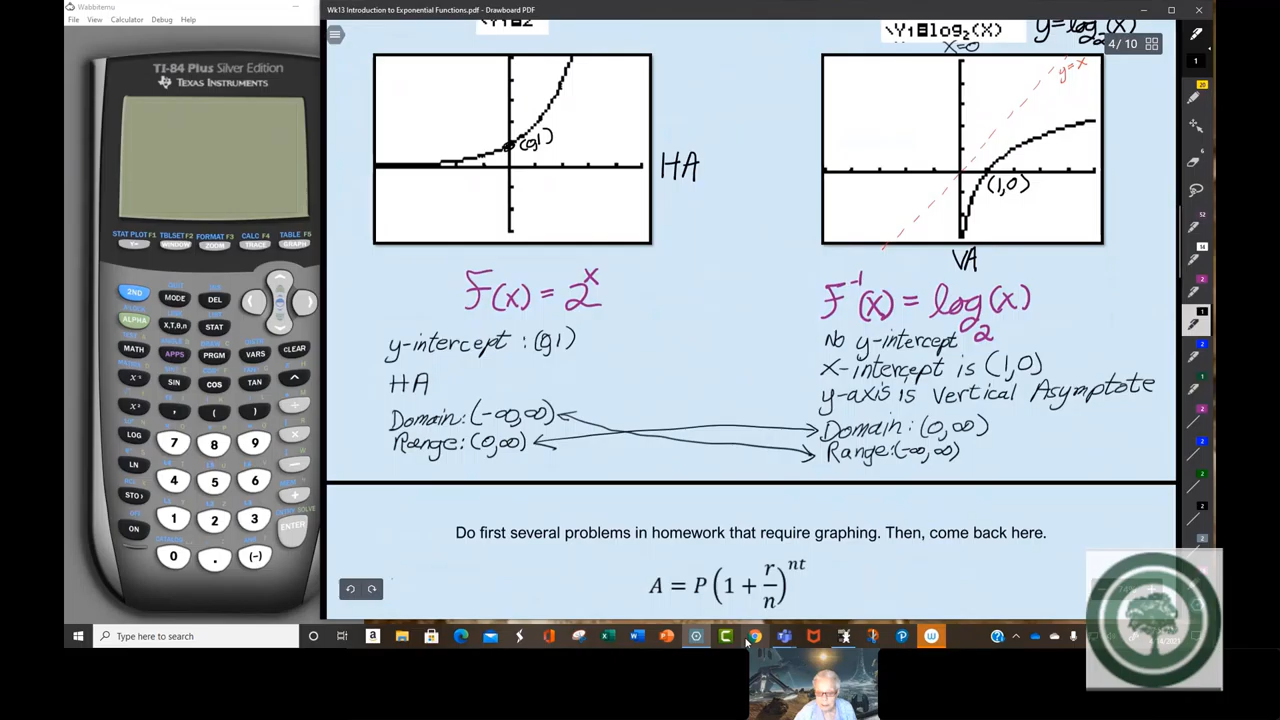 Wabbitemu
File View Calculator Debug Help
Wk13 Introduction to Exponential Functions.pdf - Drawboard PDF
4 / 10
\Y1=log₂(X)
x=0
y=x
(0,1)
HA
(1,0)
VA
F(x) = 2^x
y-intercept : (0,1)
HA
Domain: (-∞,∞)
Range: (0,∞)
F⁻¹(x) = log₂(x)
No y-intercept
x-intercept is (1,0)
y-axis is Vertical Asymptote
Domain: (0,∞)
Range: (-∞,∞)
Do first several problems in homework that require graphing. Then, come back here.
A = P(1 + r/n)^nt
TI-84 Plus Silver Edition
TEXAS INSTRUMENTS
STAT PLOT F1 TBLSET F2 FORMAT F3 CALC F4 TABLE F5
Y= WINDOW ZOOM TRACE GRAPH
2ND MODE DEL
ALPHA X,T,θ,n STAT
MATH APPS PRGM VARS CLEAR
SIN COS TAN ^
x² , ( )
LOG 7 8 9
LN 4 5 6
STO 1 2 3
ON 0 . (-) ENTER
Type here to search